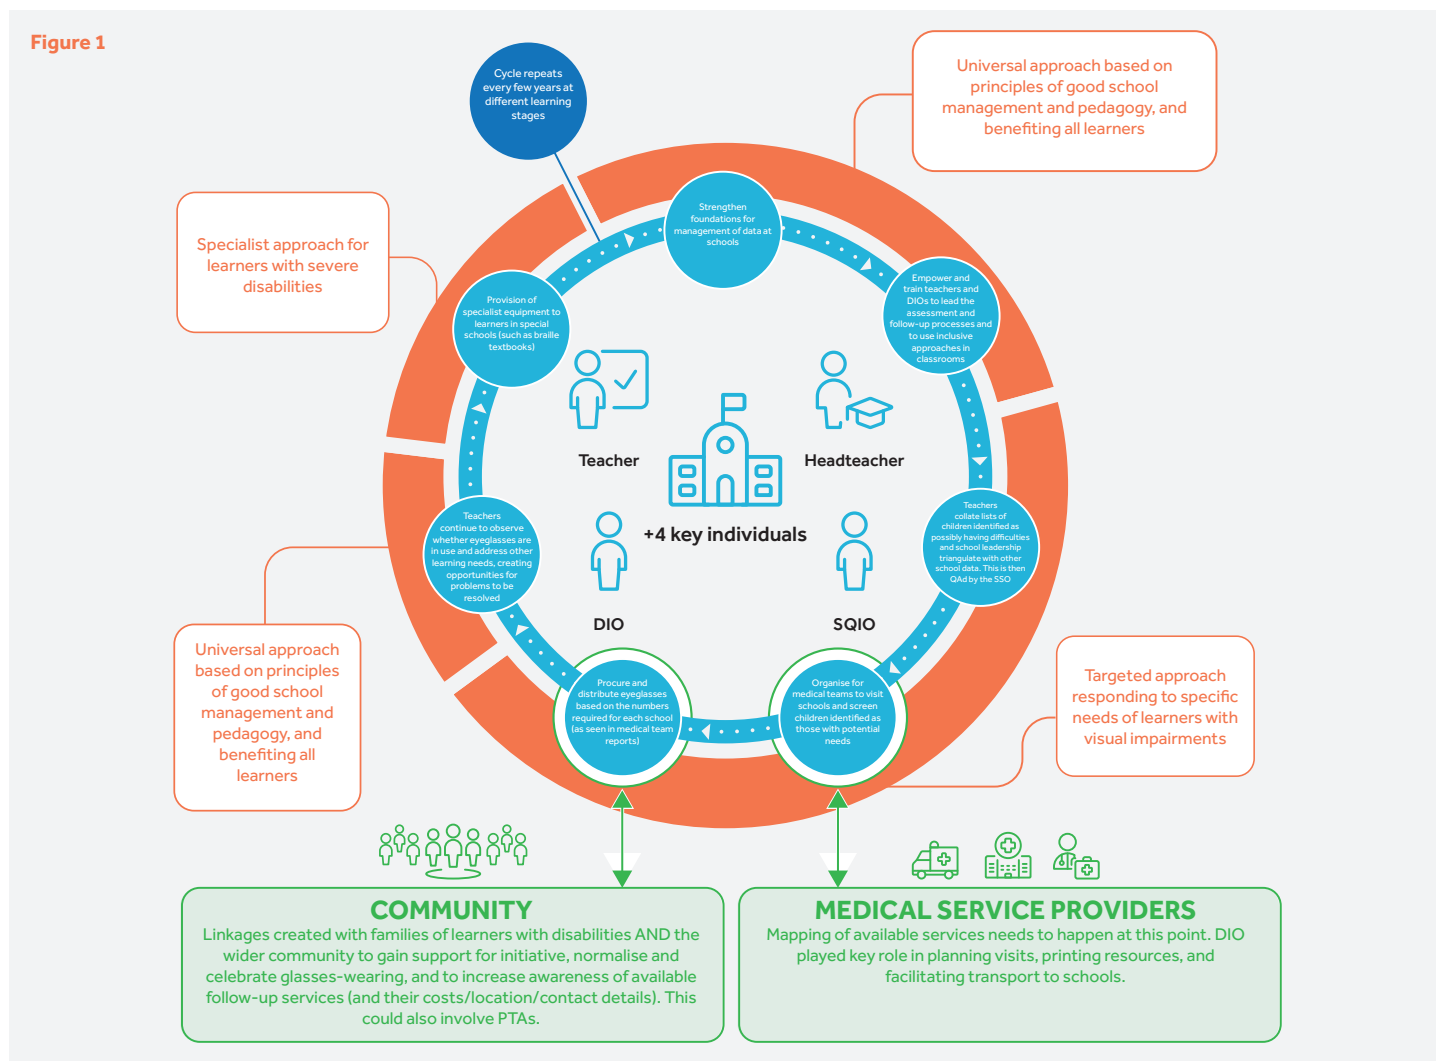 Figure 1
Cycle repeats
every few years at
different learning
stages
Universal approach based on
principles of good school
management and pedagogy, and
benefiting all learners
Specialist approach for
learners with severe
disabilities
Strengthen
foundations for
management of data at
schools
Empower and
train teachers and
DIOs to lead the
assessment and
follow-up processes and
to use inclusive
approaches in
classrooms
Provision of
specialist equipment to
learners in special
schools (such as braille
textbooks)
Teacher
Headteacher
+4 key individuals
Teachers
collate lists of
children identified as
possibly having difficulties
and school leadership
triangulate with other
school data. This is then
QAd by the SSO
Teachers
continue to observe
whether eyeglasses are
in use and address other
learning needs, creating
opportunities for
problems to be
resolved
DIO
SQIO
Universal approach
based on principles
of good school
management and
pedagogy, and
benefiting all
learners
Targeted approach
responding to specific
needs of learners with
visual impairments
Procure and
distribute eyeglasses
based on the numbers
required for each school
(as seen in medical team
reports)
Organise for
medical teams to visit
schools and screen
children identified as
those with potential
needs
COMMUNITY
Linkages created with families of learners with disabilities AND the
wider community to gain support for initiative, normalise and
celebrate glasses-wearing, and to increase awareness of available
follow-up services (and their costs/location/contact details). This
could also involve PTAs.
MEDICAL SERVICE PROVIDERS
Mapping of available services needs to happen at this point. DIO
played key role in planning visits, printing resources, and
facilitating transport to schools.